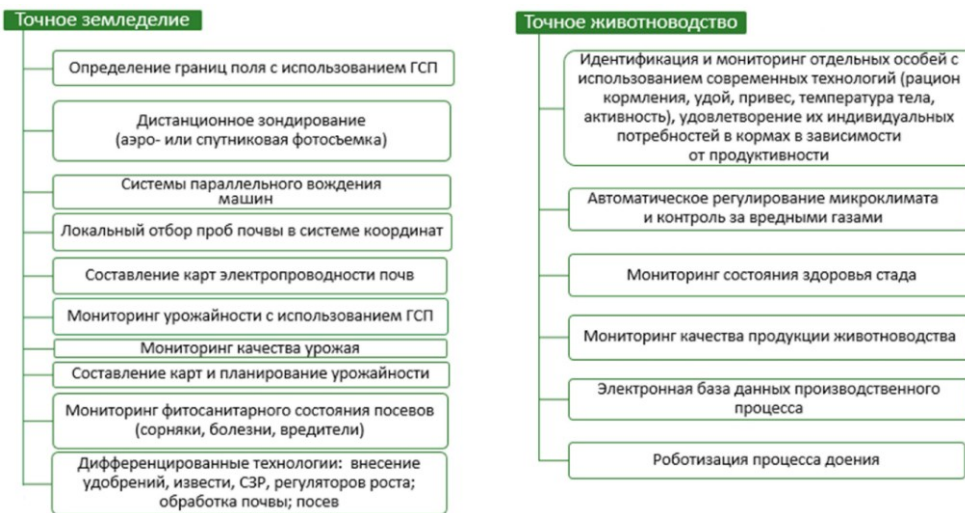 Точное земледелие
Определение границ поля с использованием ГСП
Дистанционное зондирование
(аэро- или спутниковая фотосъемка)
Системы параллельного вождения
машин
Локальный отбор проб почвы в системе координат
Составление карт электропроводности почв
Мониторинг урожайности с использованием ГСП
Мониторинг качества урожая
Составление карт и планирование урожайности
Мониторинг фитосанитарного состояния посевов
(сорняки, болезни, вредители)
Дифференцированные технологии: внесение
удобрений, извести, СЗР, регуляторов роста;
обработка почвы; посев
Точное животноводство
Идентификация и мониторинг отдельных особей с
использованием современных технологий (рацион
кормления, удой, привес, температура тела,
активность), удовлетворение их индивидуальных
потребностей в кормах в зависимости
от продуктивности
Автоматическое регулирование микроклимата
и контроль за вредными газами
Мониторинг состояния здоровья стада
Мониторинг качества продукции животноводства
Электронная база данных производственного
процесса
Роботизация процесса доения